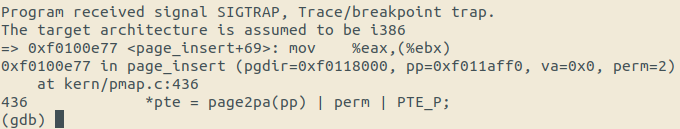 Program received signal SIGTRAP, Trace/breakpoint trap.
The target architecture is assumed to be i386
=> 0xf0100e77 <page_insert+69>: mov    %eax,(%ebx)
0xf0100e77 in page_insert (pgdir=0xf0118000, pp=0xf011aff0, va=0x0, perm=2)
    at kern/pmap.c:436
436             *pte = page2pa(pp) | perm | PTE_P;
(gdb)